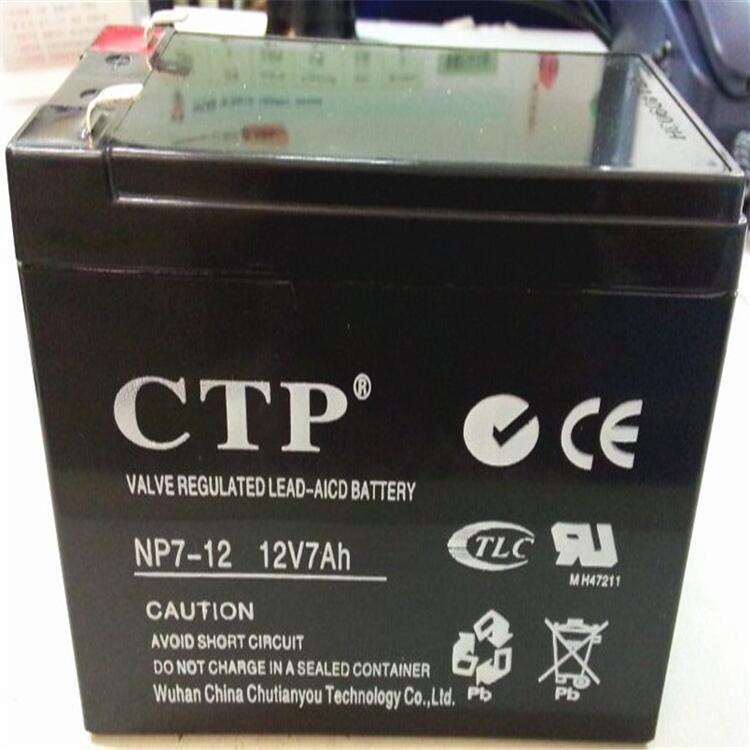 CTP®
VALVE REGULATED LEAD-AICD BATTERY
NP7-12 12V7Ah
TLC
MH47211
CAUTION
AVOID SHORT CIRCUIT
DO NOT CHARGE IN A SEALED CONTAINER
Wuhan China Chutianyou Technology Co.,Ltd
Pb
Pb